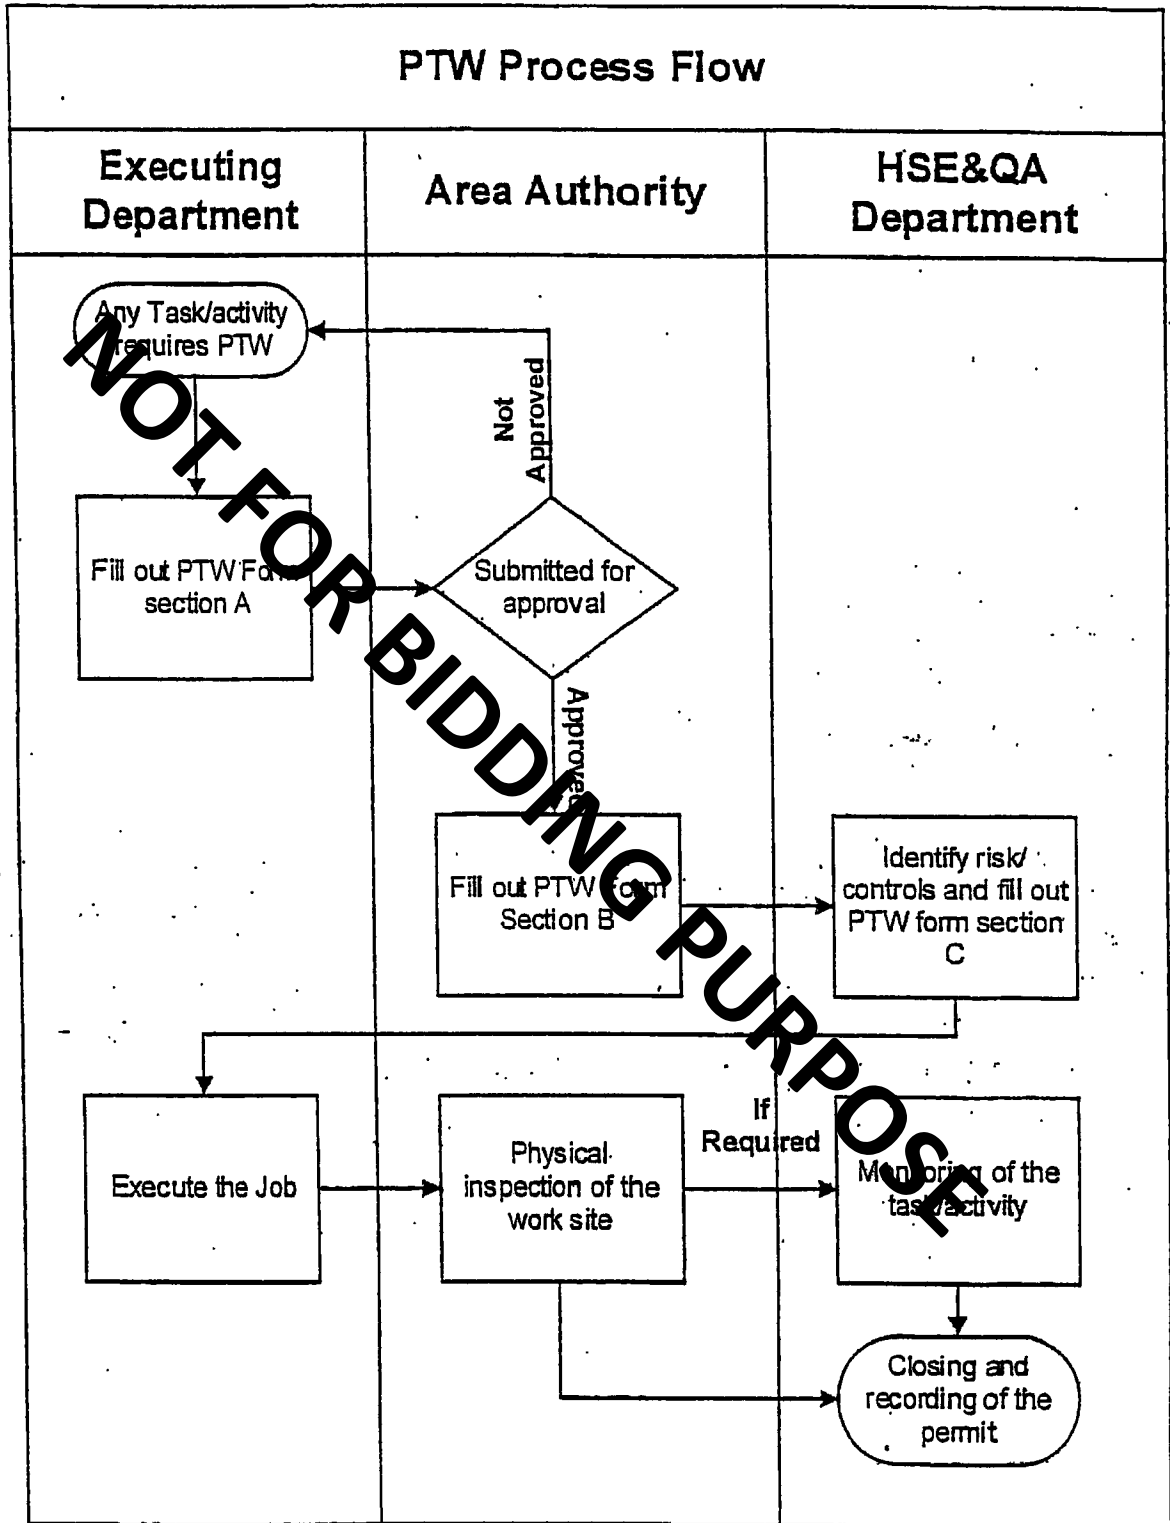 PTW Process Flow
Executing
Department
Area Authority
HSE&QA
Department
Any Task/activity
requires PTW
Not
Approved
Fill out PTW Form
section A
Submitted for
approval
Approved
Fill out PTW Form
Section B
Identify risk/
controls and fill out
PTW form section
C
Execute the Job
Physical
inspection of the
work site
If
Required
Monitoring of the
task/activity
Closing and
recording of the
permit
NOT FOR BIDDING PURPOSE